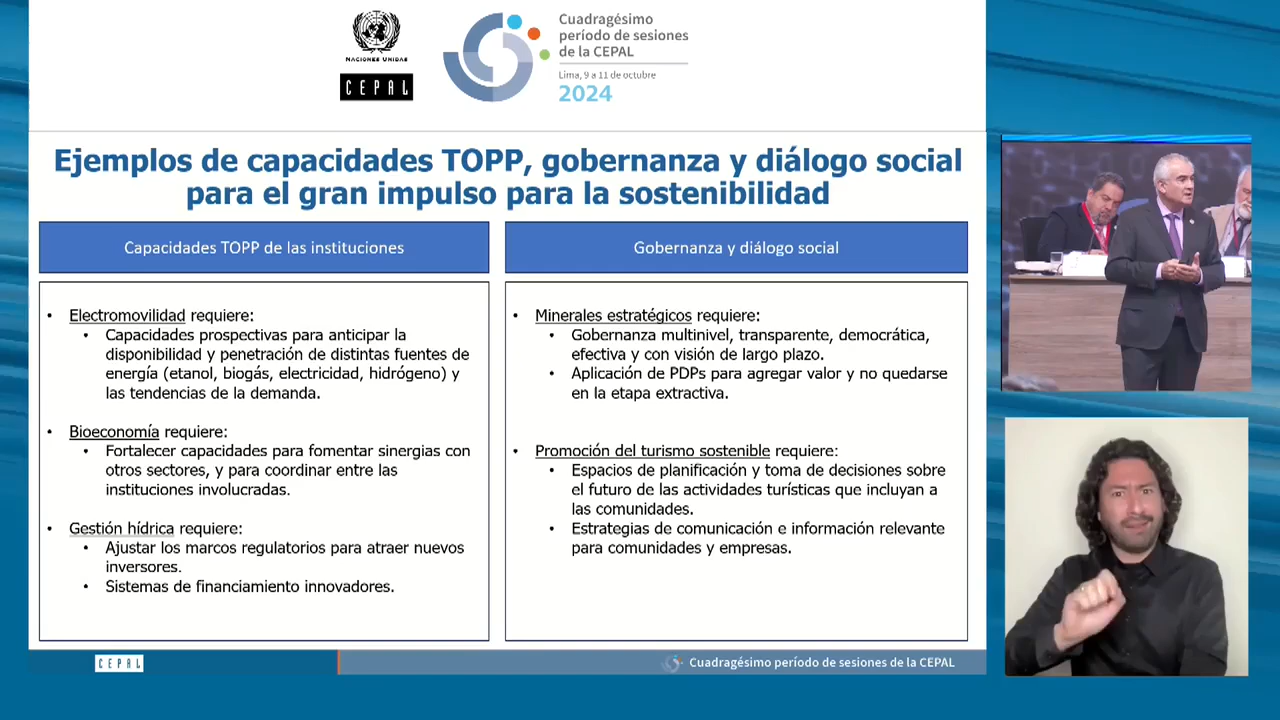 NACIONES UNIDAS
CEPAL
Cuadragésimo
período de sesiones
de la CEPAL
Lima, 9 a 11 de octubre
2024
Ejemplos de capacidades TOPP, gobernanza y diálogo social
para el gran impulso para la sostenibilidad
Capacidades TOPP de las instituciones
• Electromovilidad requiere:
• Capacidades prospectivas para anticipar la
disponibilidad y penetración de distintas fuentes de
energía (etanol, biogás, electricidad, hidrógeno) y
las tendencias de la demanda.
• Bioeconomía requiere:
• Fortalecer capacidades para fomentar sinergias con
otros sectores, y para coordinar entre las
instituciones involucradas.
• Gestión hídrica requiere:
• Ajustar los marcos regulatorios para atraer nuevos
inversores.
• Sistemas de financiamiento innovadores.
Gobernanza y diálogo social
• Minerales estratégicos requiere:
• Gobernanza multinivel, transparente, democrática,
efectiva y con visión de largo plazo.
• Aplicación de PDPs para agregar valor y no quedarse
en la etapa extractiva.
• Promoción del turismo sostenible requiere:
• Espacios de planificación y toma de decisiones sobre
el futuro de las actividades turísticas que incluyan a
las comunidades.
• Estrategias de comunicación e información relevante
para comunidades y empresas.
CEPAL
Cuadragésimo período de sesiones de la CEPAL